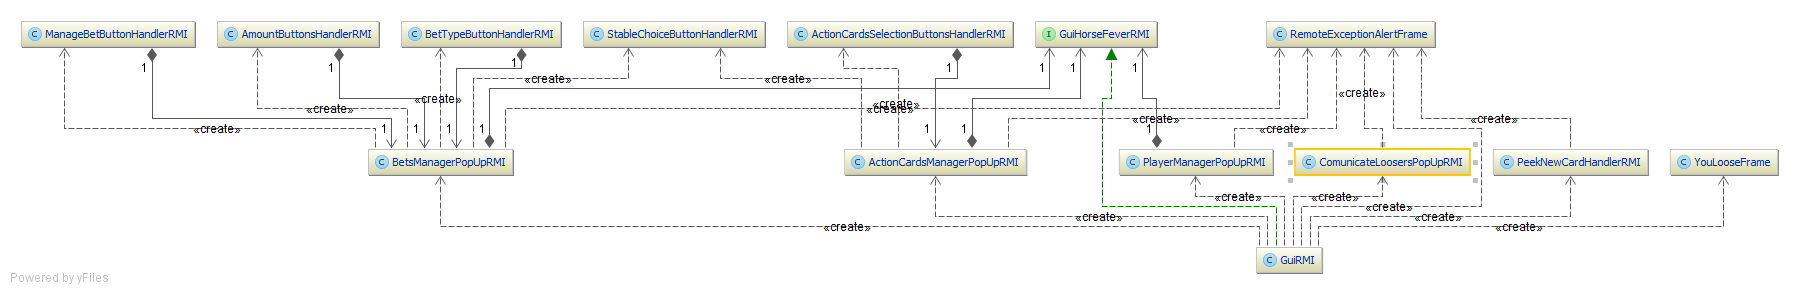 C ManageBetButtonHandlerRMI
C AmountButtonsHandlerRMI
C BetTypeButtonHandlerRMI
C StableChoiceButtonHandlerRMI
C ActionCardsSelectionButtonsHandlerRMI
I GuiHorseFeverRMI
C RemoteExceptionAlertFrame
1
1
1
1
1
1
1
«create»
«create»
«create»
«create»
«create»
«create»
«create»
«create»
«create»
«create»
«create»
1
1
1
1
1
1
1
C BetsManagerPopUpRMI
C ActionCardsManagerPopUpRMI
C PlayerManagerPopUpRMI
C ComunicateLoosersPopUpRMI
C PeekNewCardHandlerRMI
C YouLooseFrame
«create»
«create»
«create»
«create»
«create»
«create»
«create»
C GuiRMI
Powered by yFiles